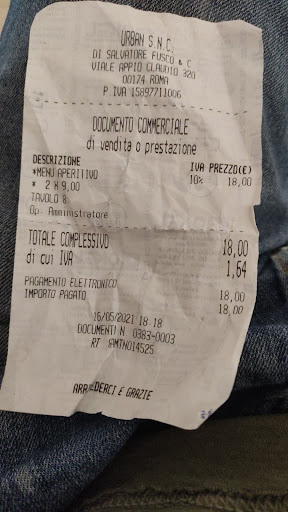 URBAN S.N.C.
DI SALVATORE FUSCO & C
VIALE APPIO CLAUDIO 320
00174 ROMA
P.IVA 15897711006
DOCUMENTO COMMERCIALE
di vendita o prestazione
DESCRIZIONE IVA PREZZO(€)
*MENU APERITIVO 10% 18,00
* 2 X 9,00
TAVOLO 8
Op. Amministratore
TOTALE COMPLESSIVO 18,00
di cui IVA 1,64
PAGAMENTO ELETTRONICO 18,00
IMPORTO PAGATO 18,00
16/05/2021 18:18
DOCUMENTO N. 0383-0003
RT 8AMTN014525
ARRIVEDERCI E GRAZIE